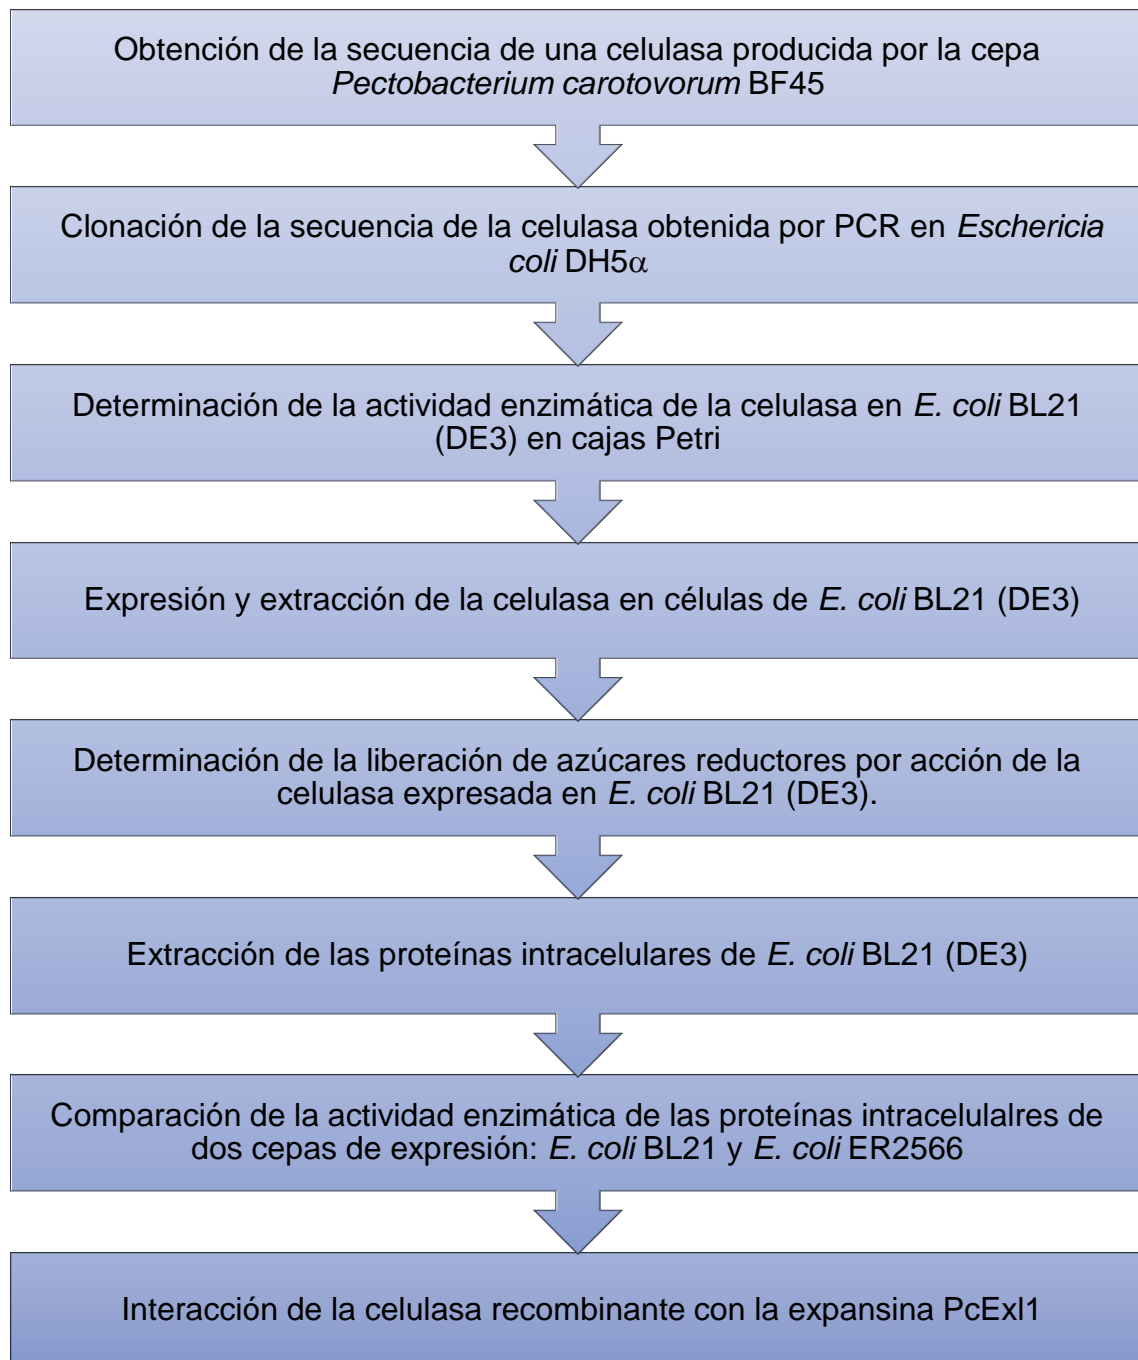 Obtención de la secuencia de una celulasa producida por la cepa
Pectobacterium carotovorum BF45
Clonación de la secuencia de la celulasa obtenida por PCR en Eschericia
coli DH5α
Determinación de la actividad enzimática de la celulasa en E. coli BL21
(DE3) en cajas Petri
Expresión y extracción de la celulasa en células de E. coli BL21 (DE3)
Determinación de la liberación de azúcares reductores por acción de la
celulasa expresada en E. coli BL21 (DE3).
Extracción de las proteínas intracelulares de E. coli BL21 (DE3)
Comparación de la actividad enzimática de las proteínas intracelulalres de
dos cepas de expresión: E. coli BL21 y E. coli ER2566
Interacción de la celulasa recombinante con la expansina PcExl1